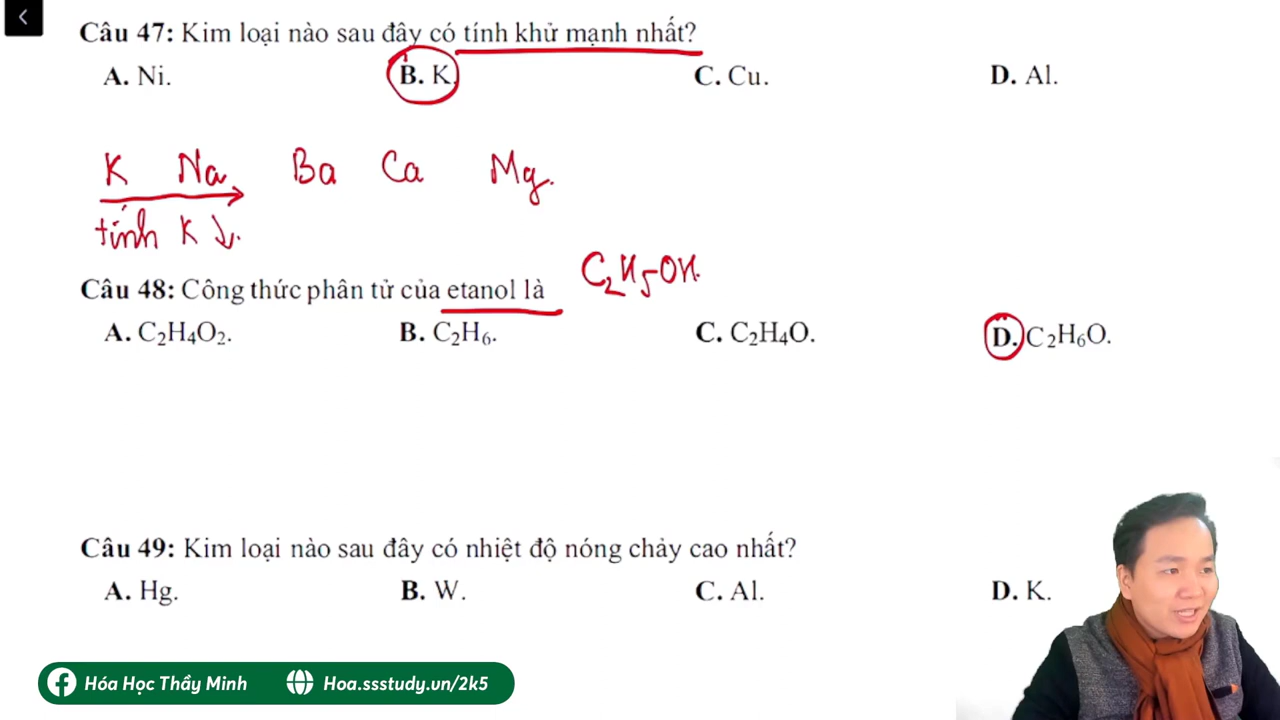 Câu 47: Kim loại nào sau đây có tính khử mạnh nhất?
A. Ni. B. K. C. Cu. D. Al.
K Na Ba Ca Mg.
tính K ↓.
C₂H₅-OH.
Câu 48: Công thức phân tử của etanol là
A. C₂H₄O₂. B. C₂H₆. C. C₂H₄O. D. C₂H₆O.
Câu 49: Kim loại nào sau đây có nhiệt độ nóng chảy cao nhất?
A. Hg. B. W. C. Al. D. K.
Hóa Học Thầy Minh Hoa.ssstudy.vn/2k5